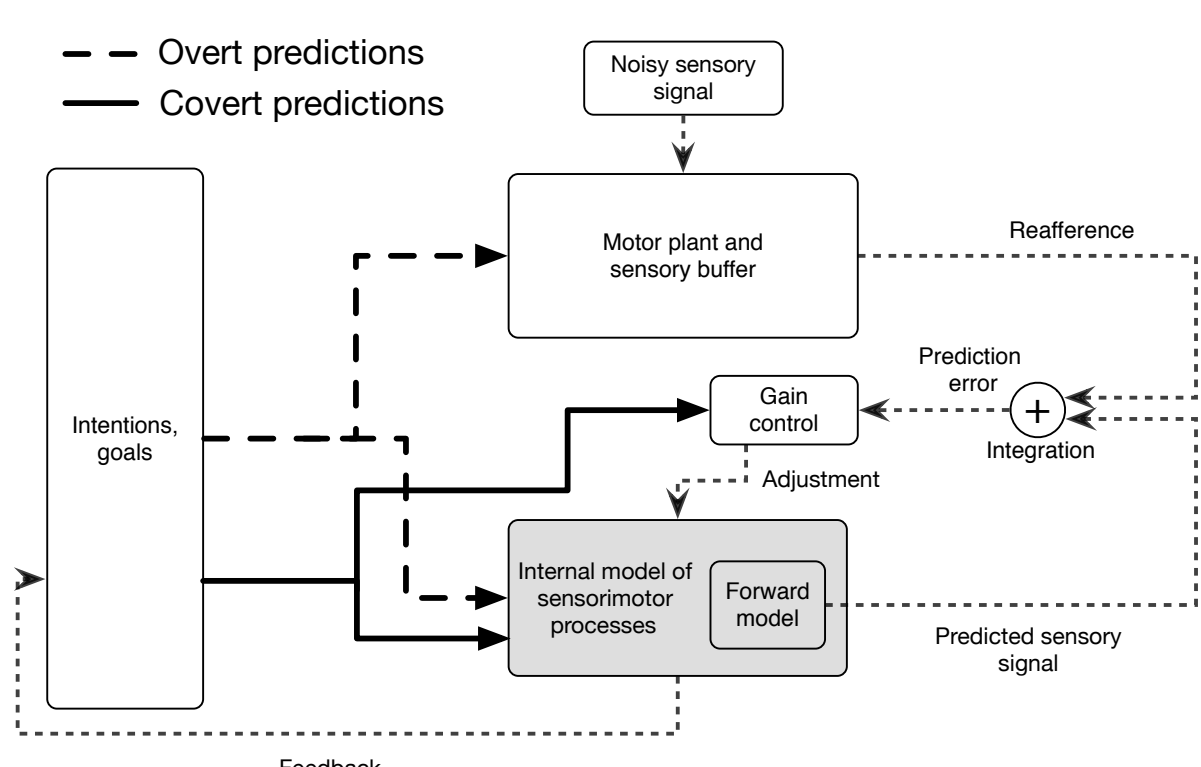 Overt predictions
Covert predictions
Noisy sensory
signal
Motor plant and
sensory buffer
Reafference
Prediction
error
Gain
control
+
Integration
Intentions,
goals
Adjustment
Internal model of
sensorimotor
processes
Forward
model
Predicted sensory
signal
Feedback